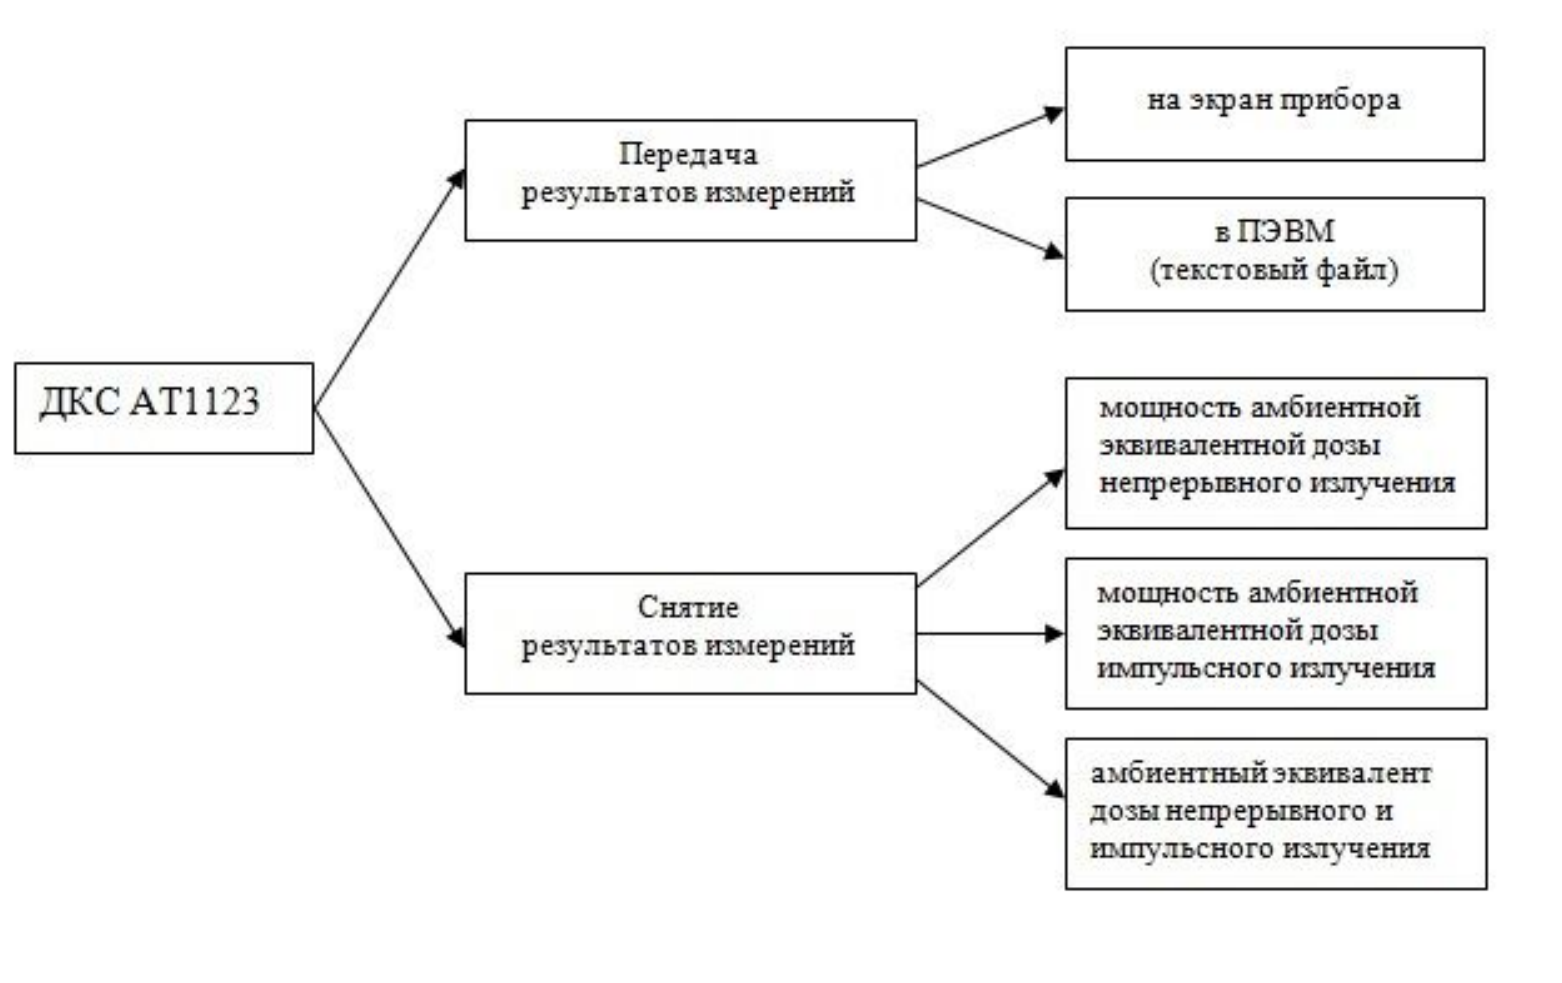 на экран прибора
Передача
результатов измерений
в ПЭВМ
(текстовый файл)
ДКС АТ1123
мощность амбиентной
эквивалентной дозы
непрерывного излучения
Снятие
результатов измерений
мощность амбиентной
эквивалентной дозы
импульсного излучения
амбиентный эквивалент
дозы непрерывного и
импульсного излучения